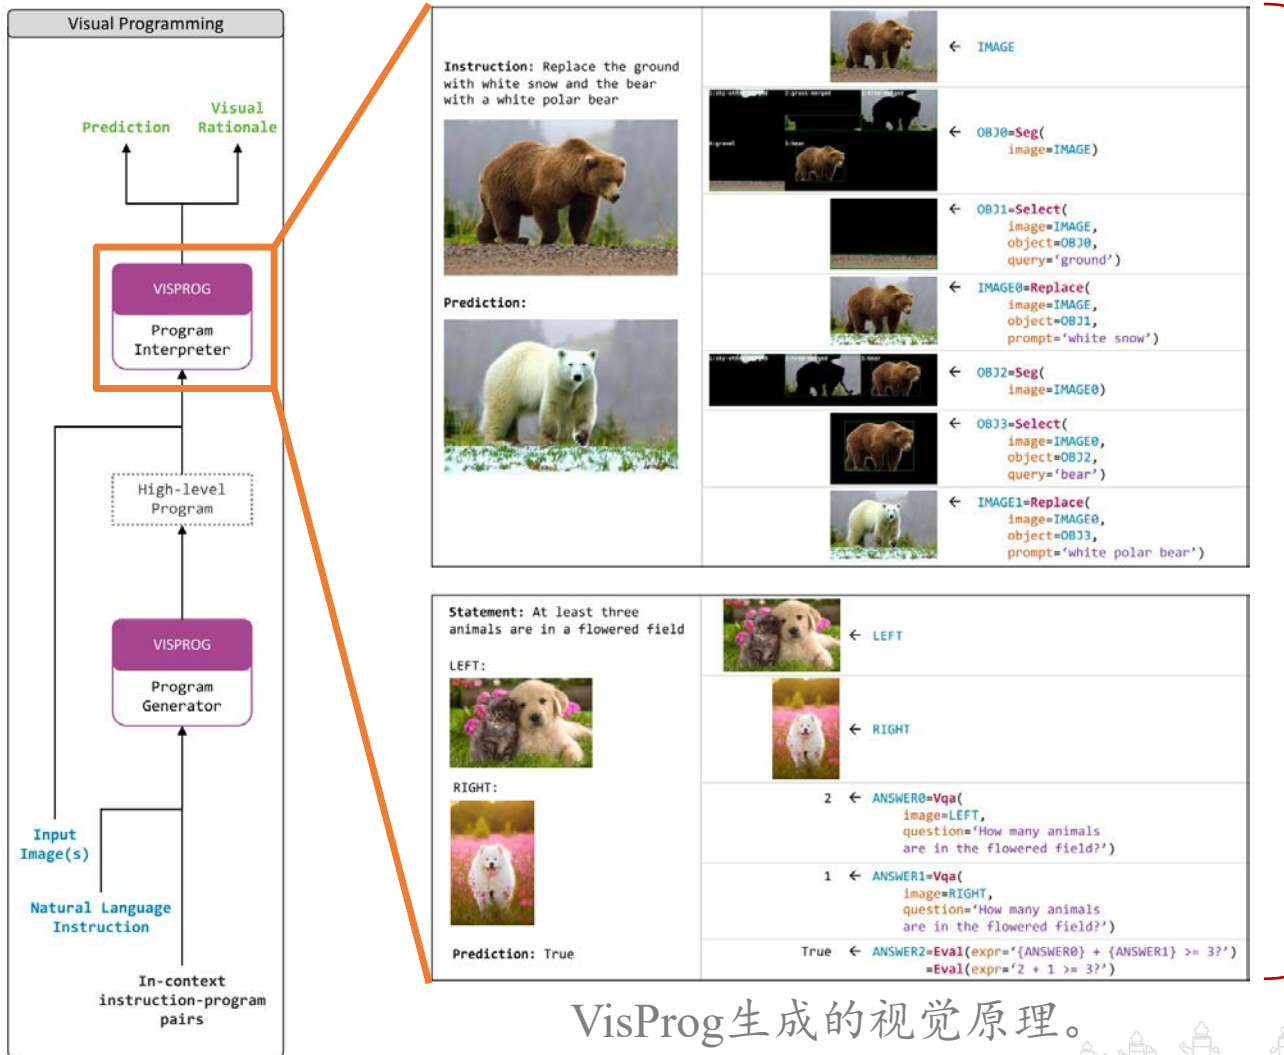 Visual Programming
Prediction
Visual
Rationale
VISPROG
Program
Interpreter
High-level
Program
VISPROG
Program
Generator
Input
Image(s)
Natural Language
Instruction
In-context
instruction-program
pairs
Instruction: Replace the ground
with white snow and the bear
with a white polar bear
Prediction:
← IMAGE
← OBJ0=Seg(
image=IMAGE)
← OBJ1=Select(
image=IMAGE,
object=OBJ0,
query=‘ground’)
← IMAGE0=Replace(
image=IMAGE,
object=OBJ1,
prompt=‘white snow’)
← OBJ2=Seg(
image=IMAGE0)
← OBJ3=Select(
image=IMAGE0,
object=OBJ2,
query=‘bear’)
← IMAGE1=Replace(
image=IMAGE0,
object=OBJ3,
prompt=‘white polar bear’)
Statement: At least three
animals are in a flowered field
LEFT:
RIGHT:
Prediction: True
← LEFT
← RIGHT
2 ← ANSWER0=Vqa(
image=LEFT,
question=‘How many animals
are in the flowered field?’)
1 ← ANSWER1=Vqa(
image=RIGHT,
question=‘How many animals
are in the flowered field?’)
True ← ANSWER2=Eval(expr=‘{ANSWER0} + {ANSWER1} >= 3?’)
=Eval(expr=‘2 + 1 >= 3?’)
VisProg生成的视觉原理。